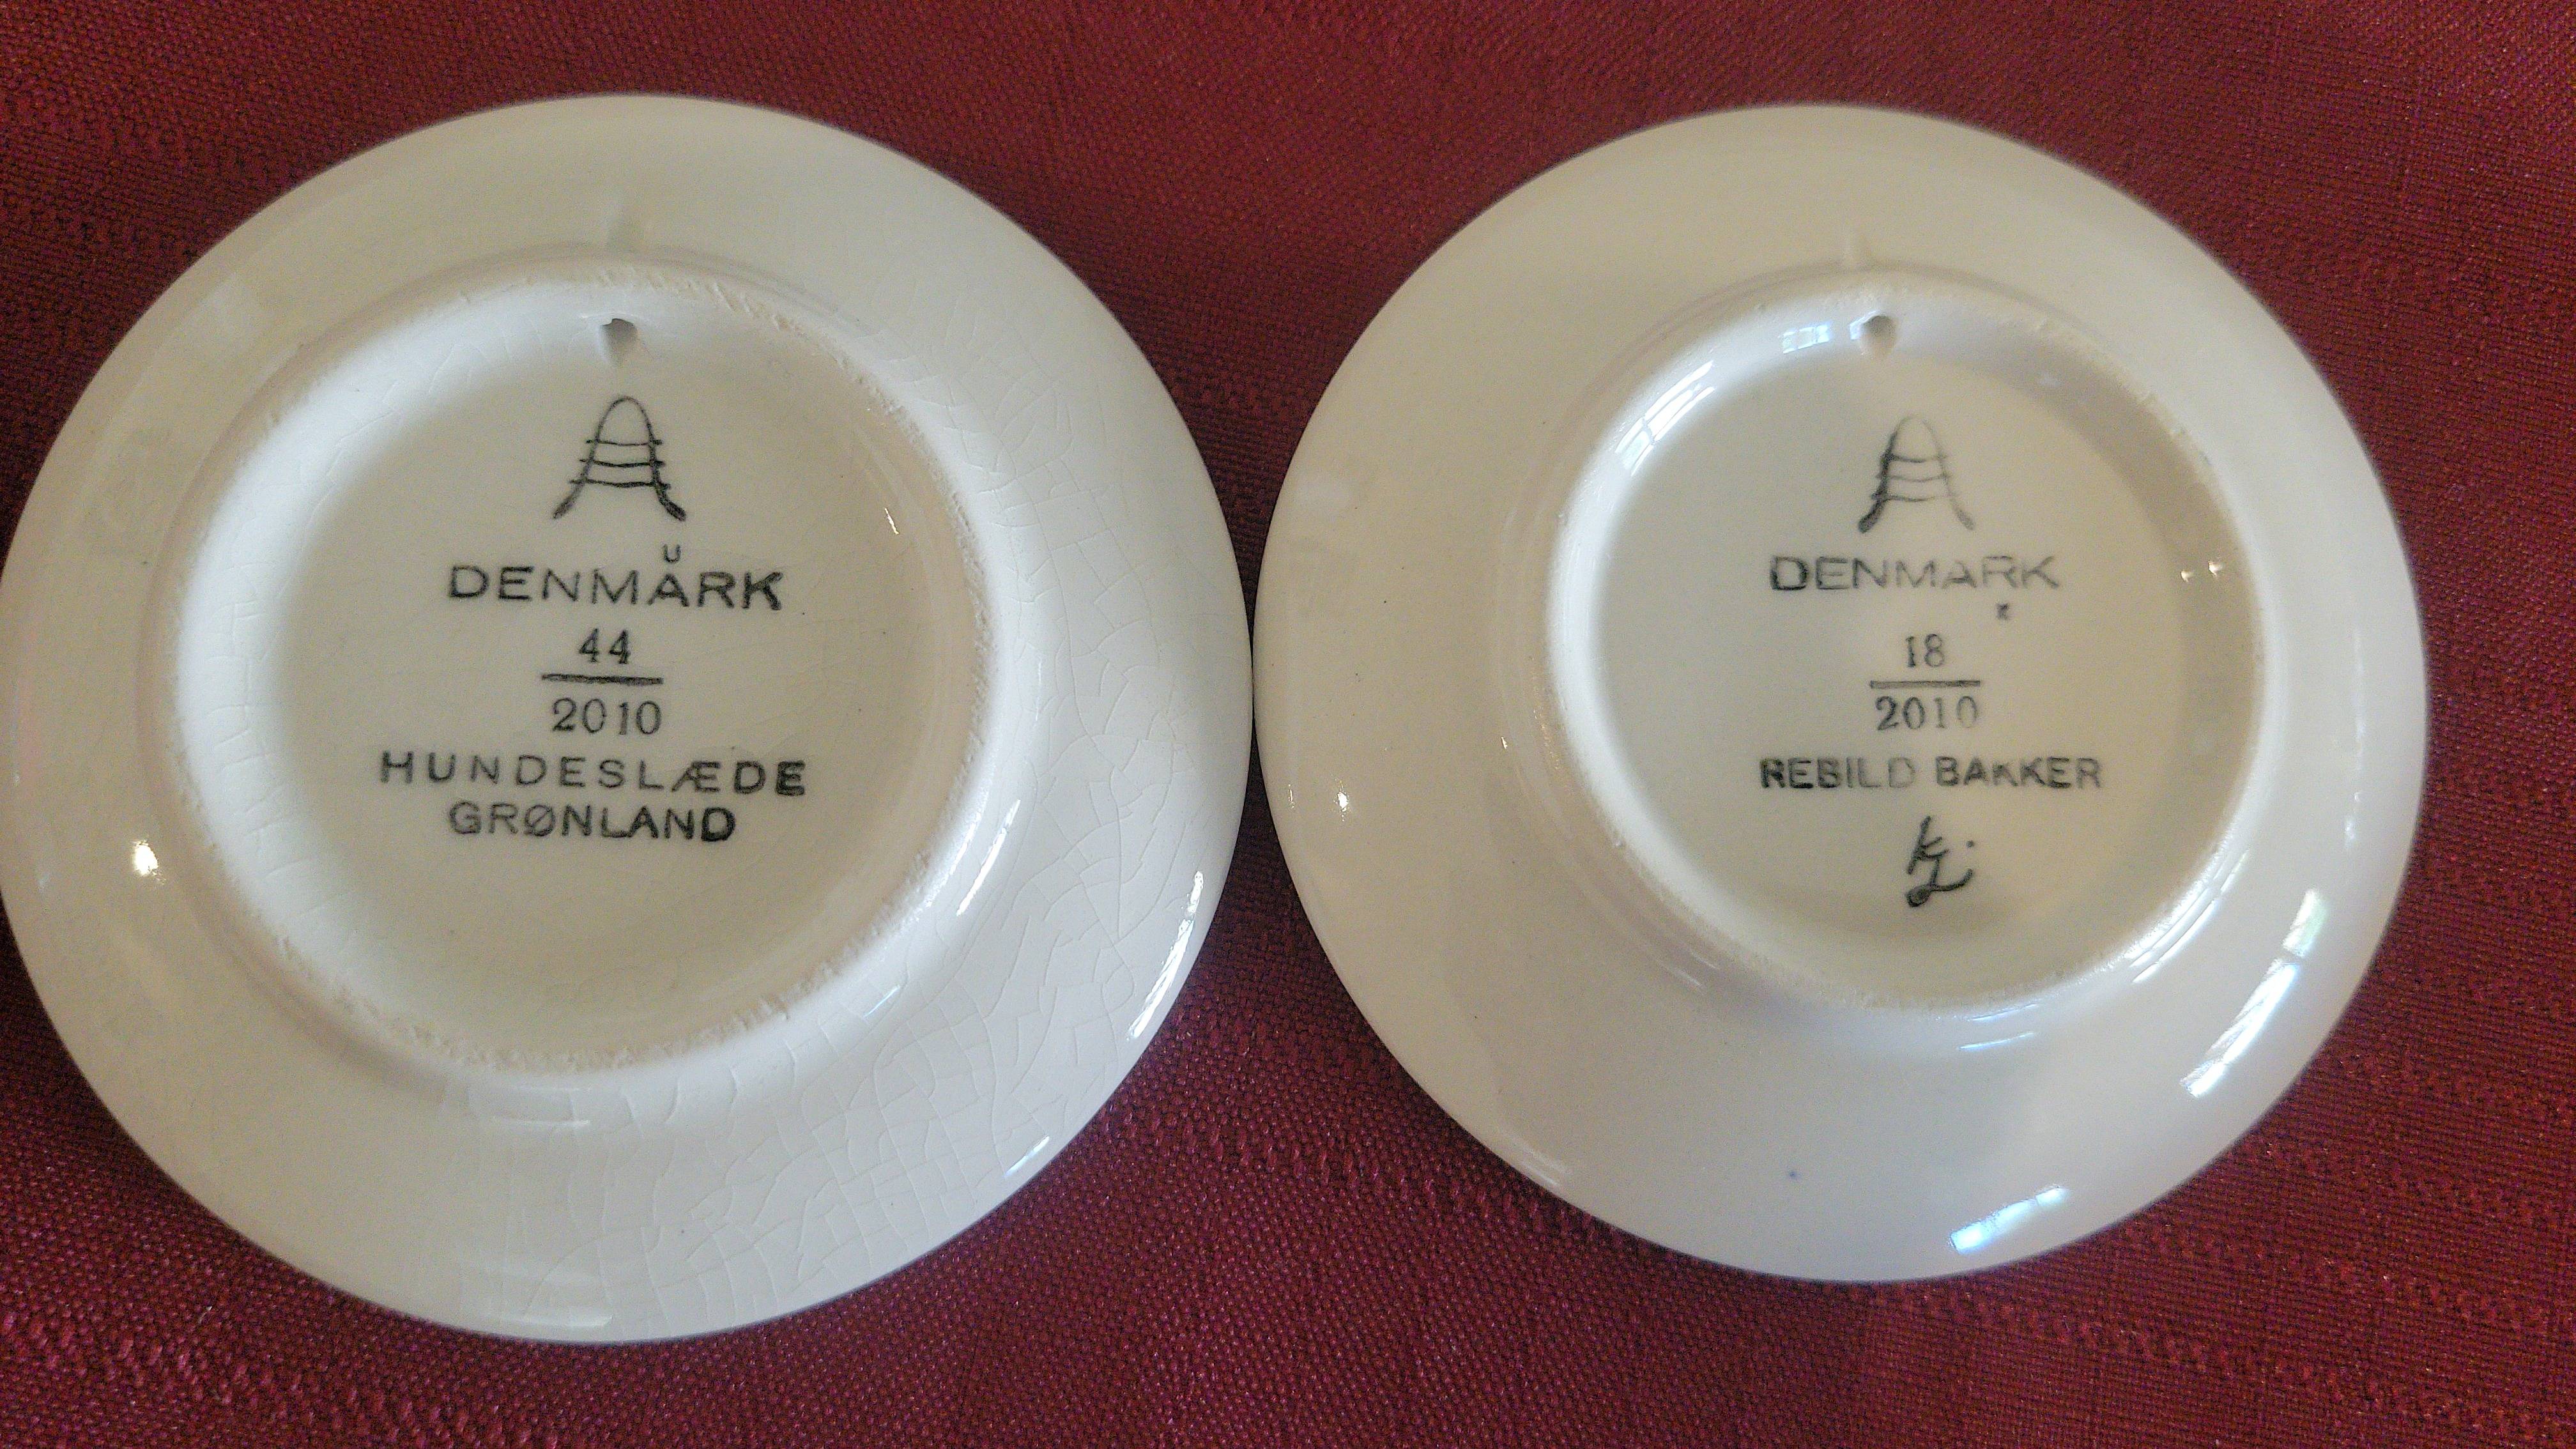 U
DENMARK
44
2010
HUNDESLÆDE
GRØNLAND
DENMARK
x
18
2010
REBILD BAKKER